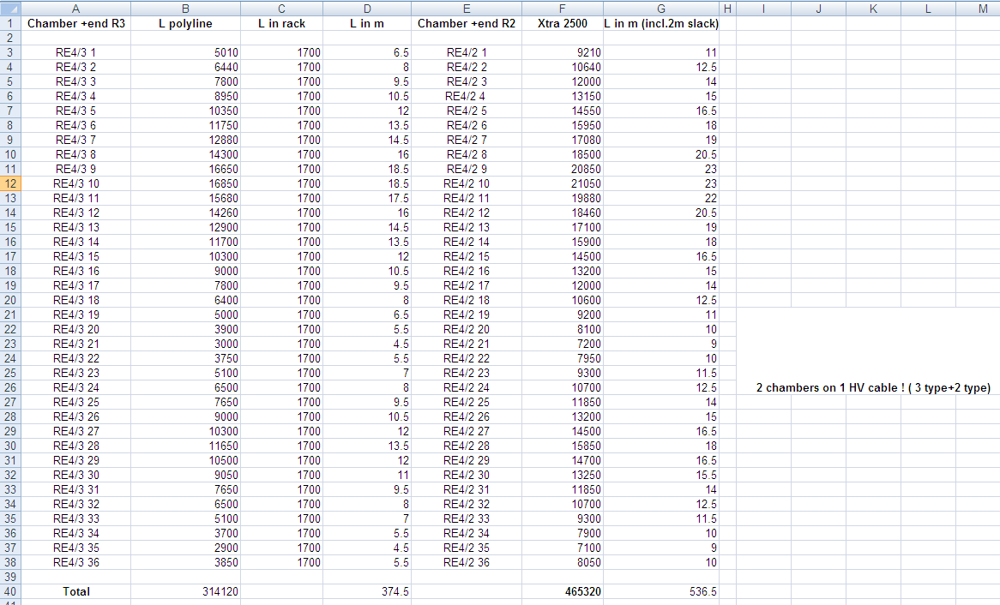 A B C D E F G H I J K L M
1 Chamber +end R3 L polyline L in rack L in m Chamber +end R2 Xtra 2500 L in m (incl.2m slack)
2
3 RE4/3 1 5010 1700 6.5 RE4/2 1 9210 11
4 RE4/3 2 6440 1700 8 RE4/2 2 10640 12.5
5 RE4/3 3 7800 1700 9.5 RE4/2 3 12000 14
6 RE4/3 4 8950 1700 10.5 RE4/2 4 13150 15
7 RE4/3 5 10350 1700 12 RE4/2 5 14550 16.5
8 RE4/3 6 11750 1700 13.5 RE4/2 6 15950 18
9 RE4/3 7 12880 1700 14.5 RE4/2 7 17080 19
10 RE4/3 8 14300 1700 16 RE4/2 8 18500 20.5
11 RE4/3 9 16650 1700 18.5 RE4/2 9 20850 23
12 RE4/3 10 16850 1700 18.5 RE4/2 10 21050 23
13 RE4/3 11 15680 1700 17.5 RE4/2 11 19880 22
14 RE4/3 12 14260 1700 16 RE4/2 12 18460 20.5
15 RE4/3 13 12900 1700 14.5 RE4/2 13 17100 19
16 RE4/3 14 11700 1700 13.5 RE4/2 14 15900 18
17 RE4/3 15 10300 1700 12 RE4/2 15 14500 16.5
18 RE4/3 16 9000 1700 10.5 RE4/2 16 13200 15
19 RE4/3 17 7800 1700 9.5 RE4/2 17 12000 14
20 RE4/3 18 6400 1700 8 RE4/2 18 10600 12.5
21 RE4/3 19 5000 1700 6.5 RE4/2 19 9200 11
22 RE4/3 20 3900 1700 5.5 RE4/2 20 8100 10
23 RE4/3 21 3000 1700 4.5 RE4/2 21 7200 9
24 RE4/3 22 3750 1700 5.5 RE4/2 22 7950 10
25 RE4/3 23 5100 1700 7 RE4/2 23 9300 11.5
26 RE4/3 24 6500 1700 8 RE4/2 24 10700 12.5 2 chambers on 1 HV cable ! ( 3 type+2 type)
27 RE4/3 25 7650 1700 9.5 RE4/2 25 11850 14
28 RE4/3 26 9000 1700 10.5 RE4/2 26 13200 15
29 RE4/3 27 10300 1700 12 RE4/2 27 14500 16.5
30 RE4/3 28 11650 1700 13.5 RE4/2 28 15850 18
31 RE4/3 29 10500 1700 12 RE4/2 29 14700 16.5
32 RE4/3 30 9050 1700 11 RE4/2 30 13250 15.5
33 RE4/3 31 7650 1700 9.5 RE4/2 31 11850 14
34 RE4/3 32 6500 1700 8 RE4/2 32 10700 12.5
35 RE4/3 33 5100 1700 7 RE4/2 33 9300 11.5
36 RE4/3 34 3700 1700 5.5 RE4/2 34 7900 10
37 RE4/3 35 2900 1700 4.5 RE4/2 35 7100 9
38 RE4/3 36 3850 1700 5.5 RE4/2 36 8050 10
39
40 Total 314120 374.5 465320 536.5